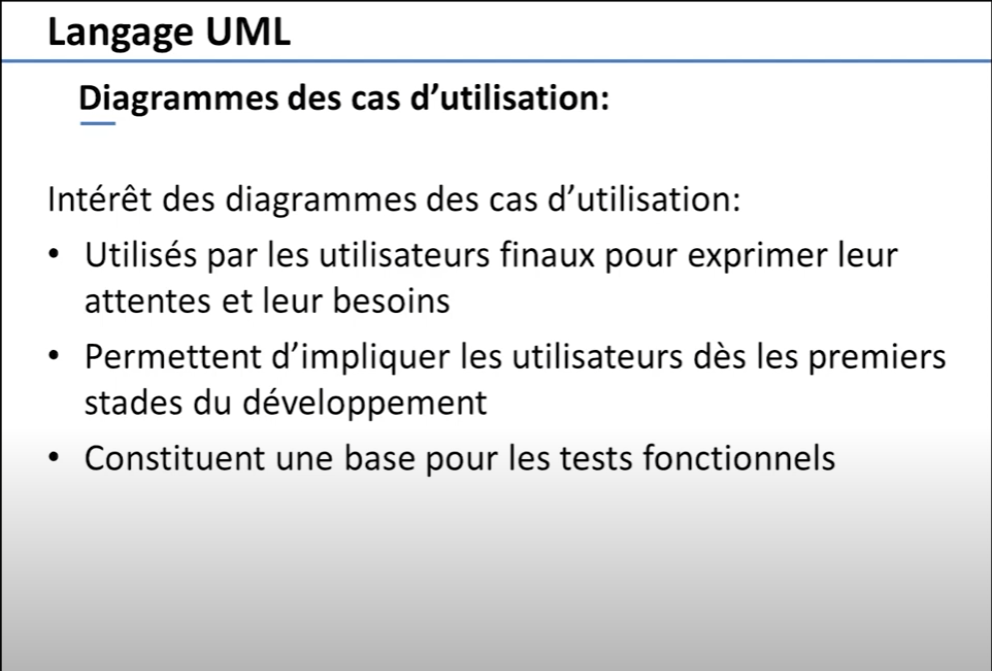 Langage UML
Diagrammes des cas d’utilisation:
Intérêt des diagrammes des cas d’utilisation:
• Utilisés par les utilisateurs finaux pour exprimer leur
attentes et leur besoins
• Permettent d’impliquer les utilisateurs dès les premiers
stades du développement
• Constituent une base pour les tests fonctionnels